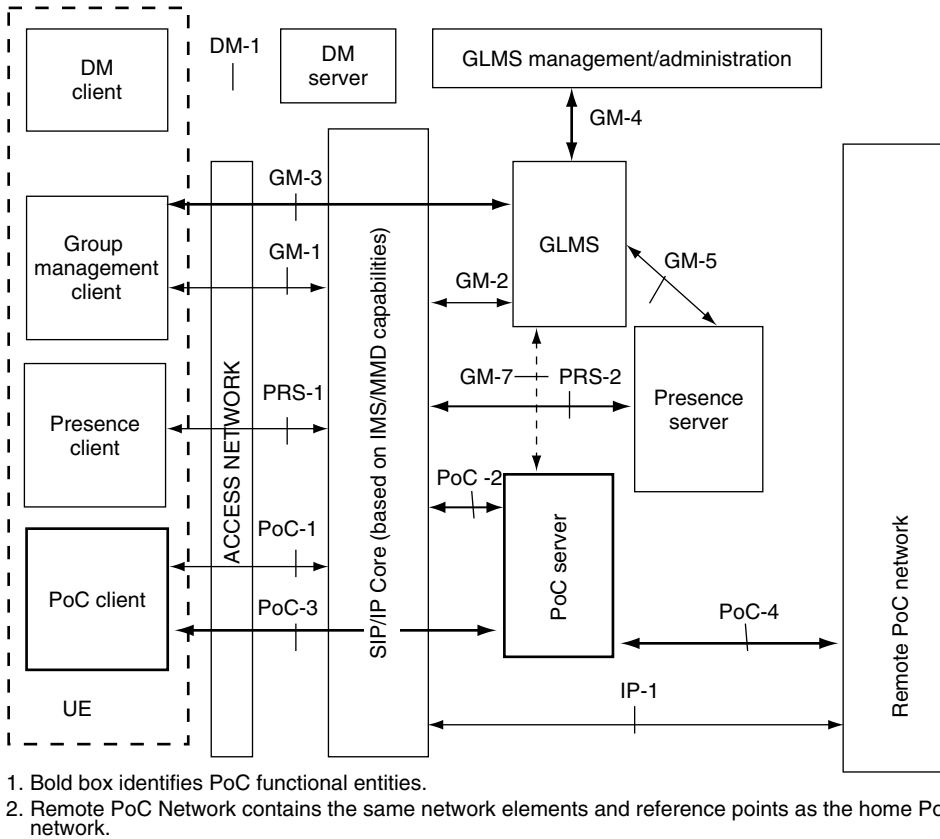 DM
client
DM-1
DM
server
GLMS management/administration
GM-4
GM-3
Group
management
client
GM-1
GLMS
GM-2
GM-5
ACCESS NETWORK
SIP/IP Core (based on IMS/MMD capabilities)
Presence
client
PRS-1
GM-7
PRS-2
Presence
server
PoC -2
PoC client
PoC-1
PoC-3
PoC server
PoC-4
Remote PoC network
UE
IP-1
1. Bold box identifies PoC functional entities.
2. Remote PoC Network contains the same network elements and reference points as the home Po
network.